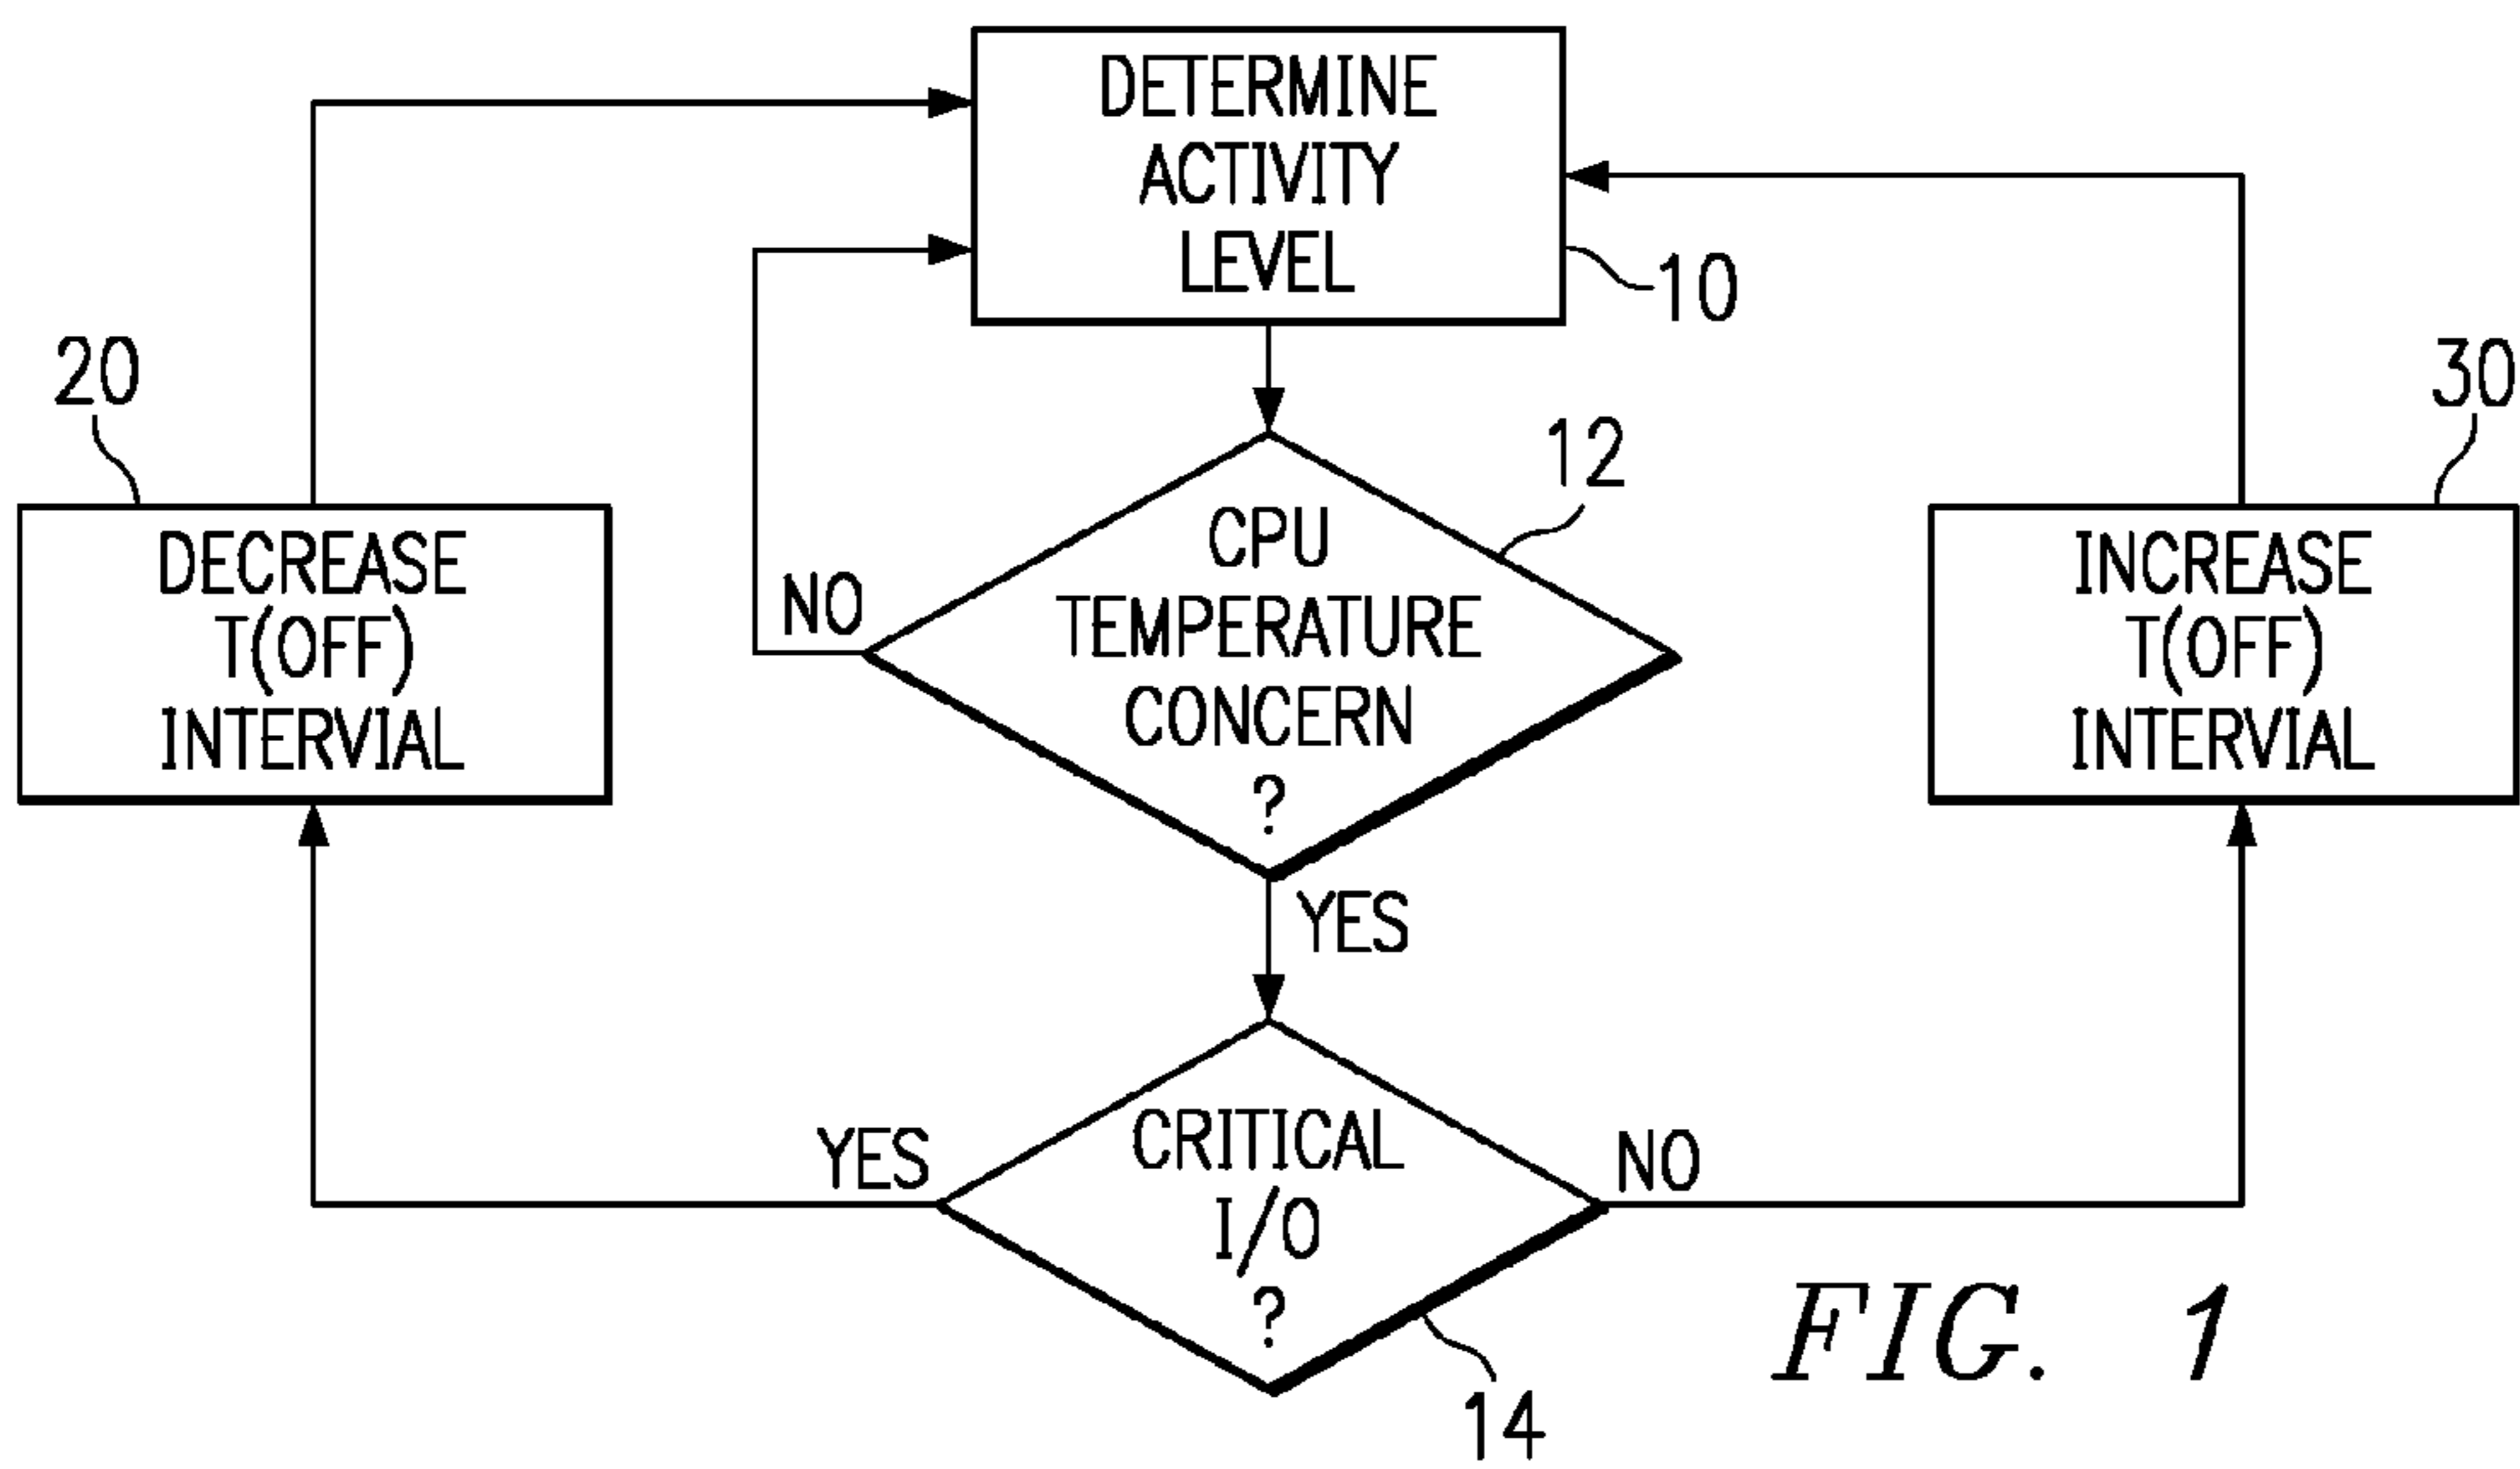 DETERMINE
ACTIVITY
LEVEL
10
20
30
12
DECREASE
T(OFF)
INTERVIAL
NO
CPU
TEMPERATURE
CONCERN
?
INCREASE
T(OFF)
INTERVIAL
YES
YES
CRITICAL
I/O
?
NO
14
FIG. 1